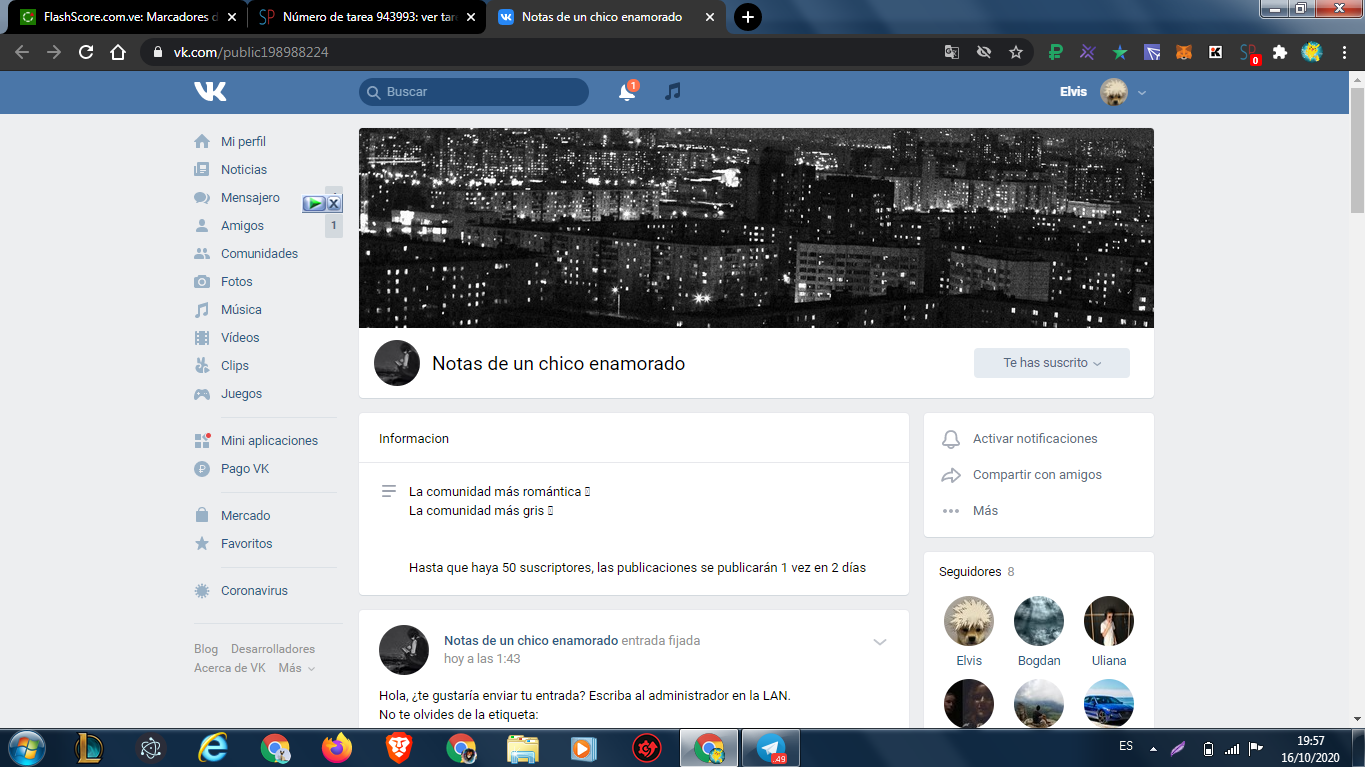 FlashScore.com.ve: Marcadores d
SP Número de tarea 943993: ver tare
Notas de un chico enamorado
vk.com/public198988224
SP
0
Buscar
1
Elvis
Mi perfil
Noticias
Mensajero
Amigos
1
Comunidades
Fotos
Música
Vídeos
Clips
Juegos
Mini aplicaciones
Pago VK
Mercado
Favoritos
Coronavirus
Blog Desarrolladores
Acerca de VK Más
Notas de un chico enamorado
Te has suscrito
Informacion
La comunidad más romántica
La comunidad más gris
Hasta que haya 50 suscriptores, las publicaciones se publicarán 1 vez en 2 días
Notas de un chico enamorado entrada fijada
hoy a las 1:43
Hola, ¿te gustaría enviar tu entrada? Escriba al administrador en la LAN.
No te olvides de la etiqueta:
Activar notificaciones
Compartir con amigos
Más
Seguidores 8
Elvis
Bogdan
Uliana
.49
ES
19:57
16/10/2020